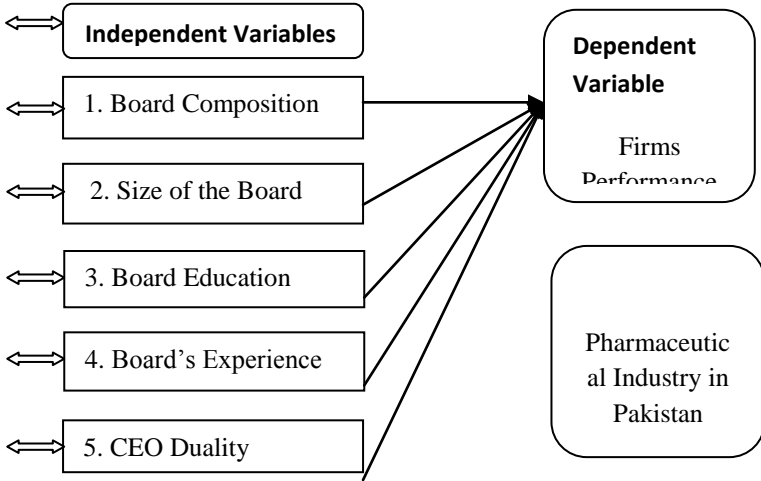 Independent Variables
1. Board Composition
2. Size of the Board
3. Board Education
4. Board's Experience
5. CEO Duality
Dependent
Variable
Firms
Performance
Pharmaceutic
al Industry in
Pakistan